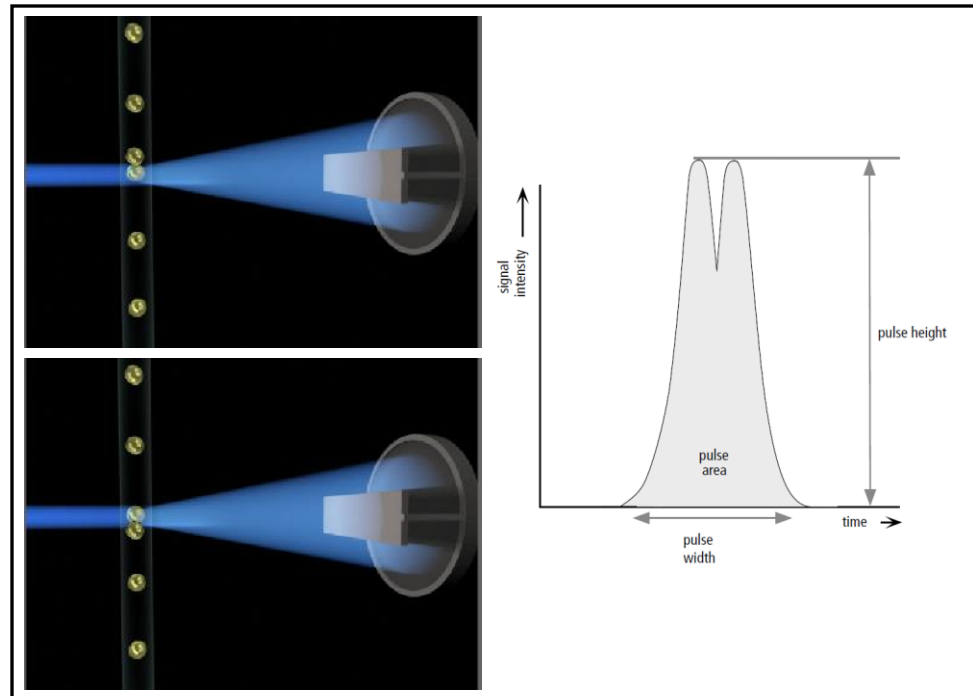 signal
intensity
pulse height
pulse
area
time
pulse
width